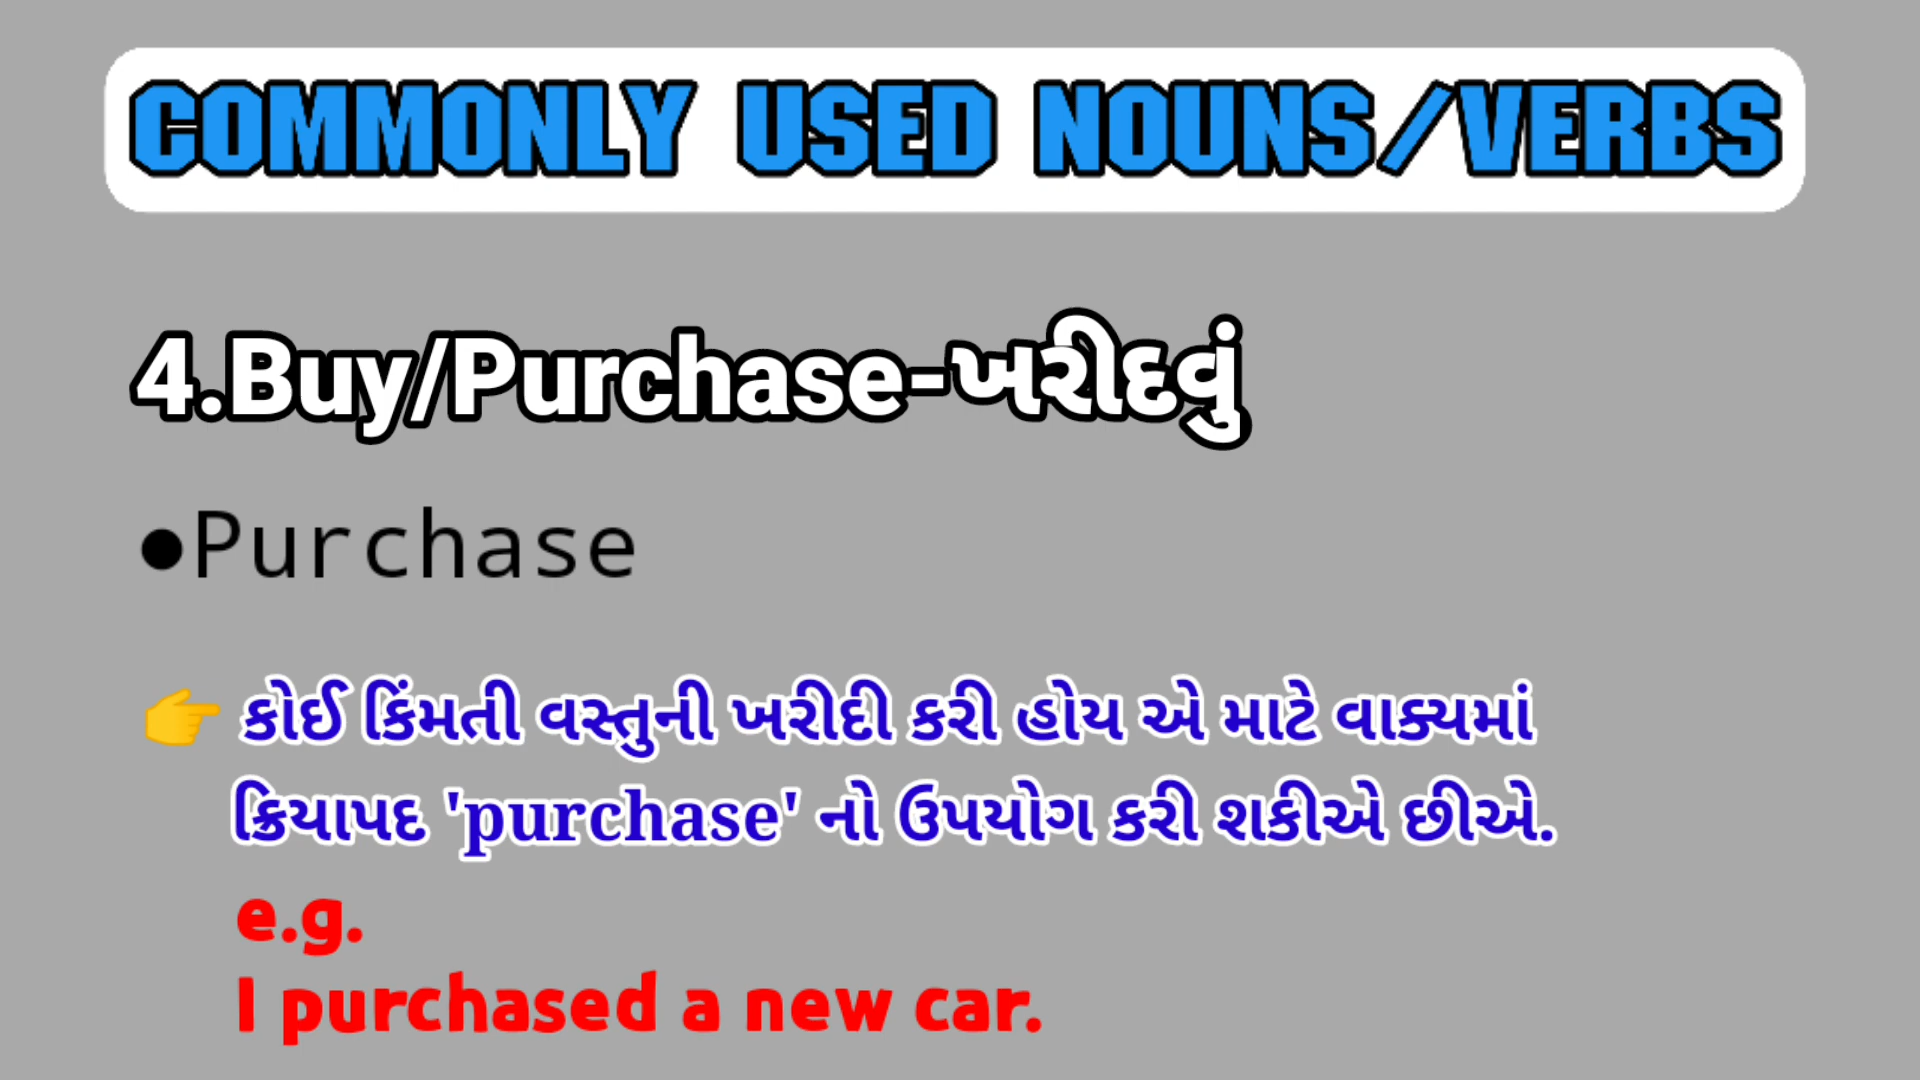 COMMONLY USED NOUNS/VERBS
4.Buy/Purchase-ખરીદવું
●Purchase
👉 કોઈ કિંમતી વસ્તુની ખરીદી કરી હોય એ માટે વાક્યમાં
ક્રિયાપદ 'purchase' નો ઉપયોગ કરી શકીએ છીએ.
e.g.
I purchased a new car.